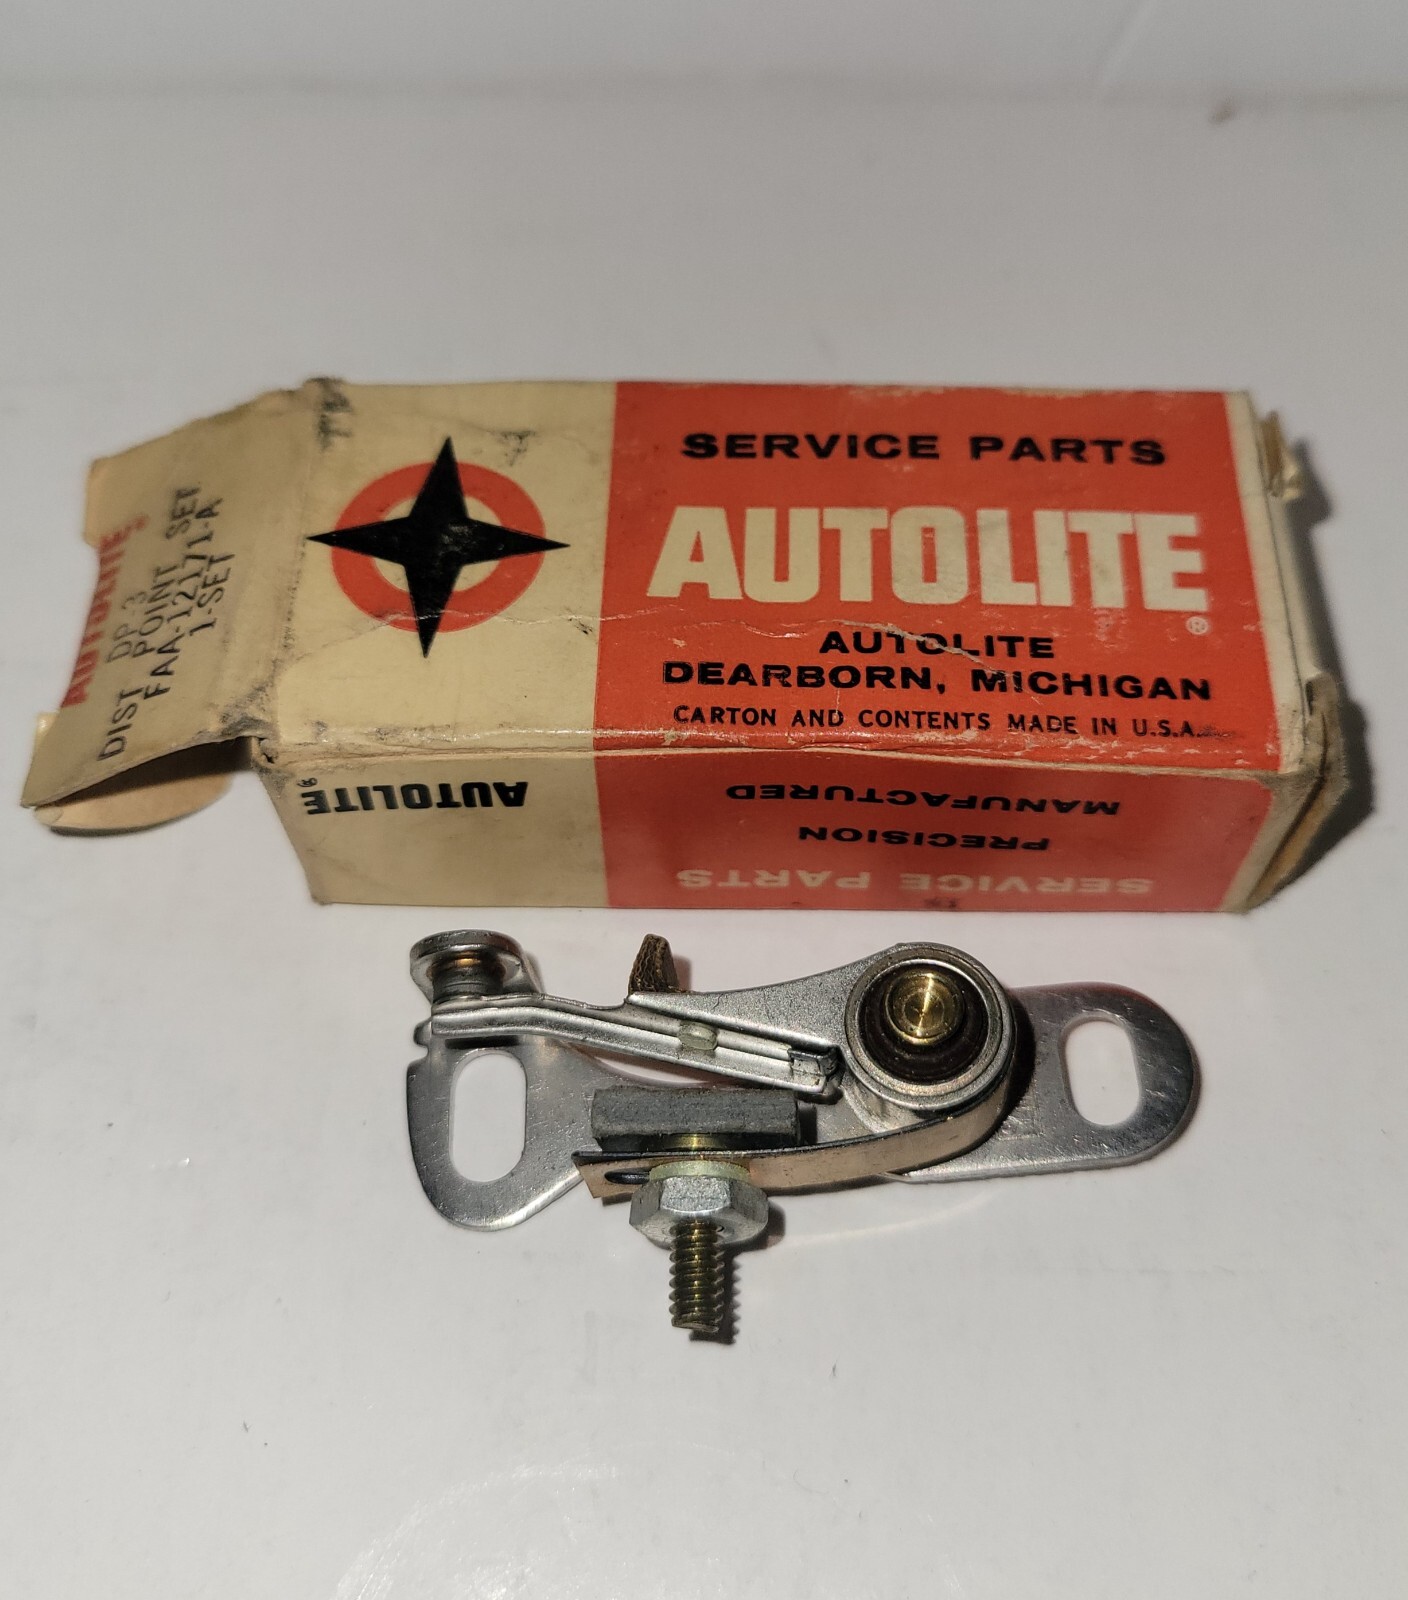 SERVICE PARTS
AUTOLITE®
AUTOLITE
DEARBORN, MICHIGAN
CARTON AND CONTENTS MADE IN U.S.A.
AUTOLITE®
DP-3
DIST POINT SET
FAA-12171-A
1-SET
AUTOLITE®
SERVICE PARTS
PRECISION
MANUFACTURED